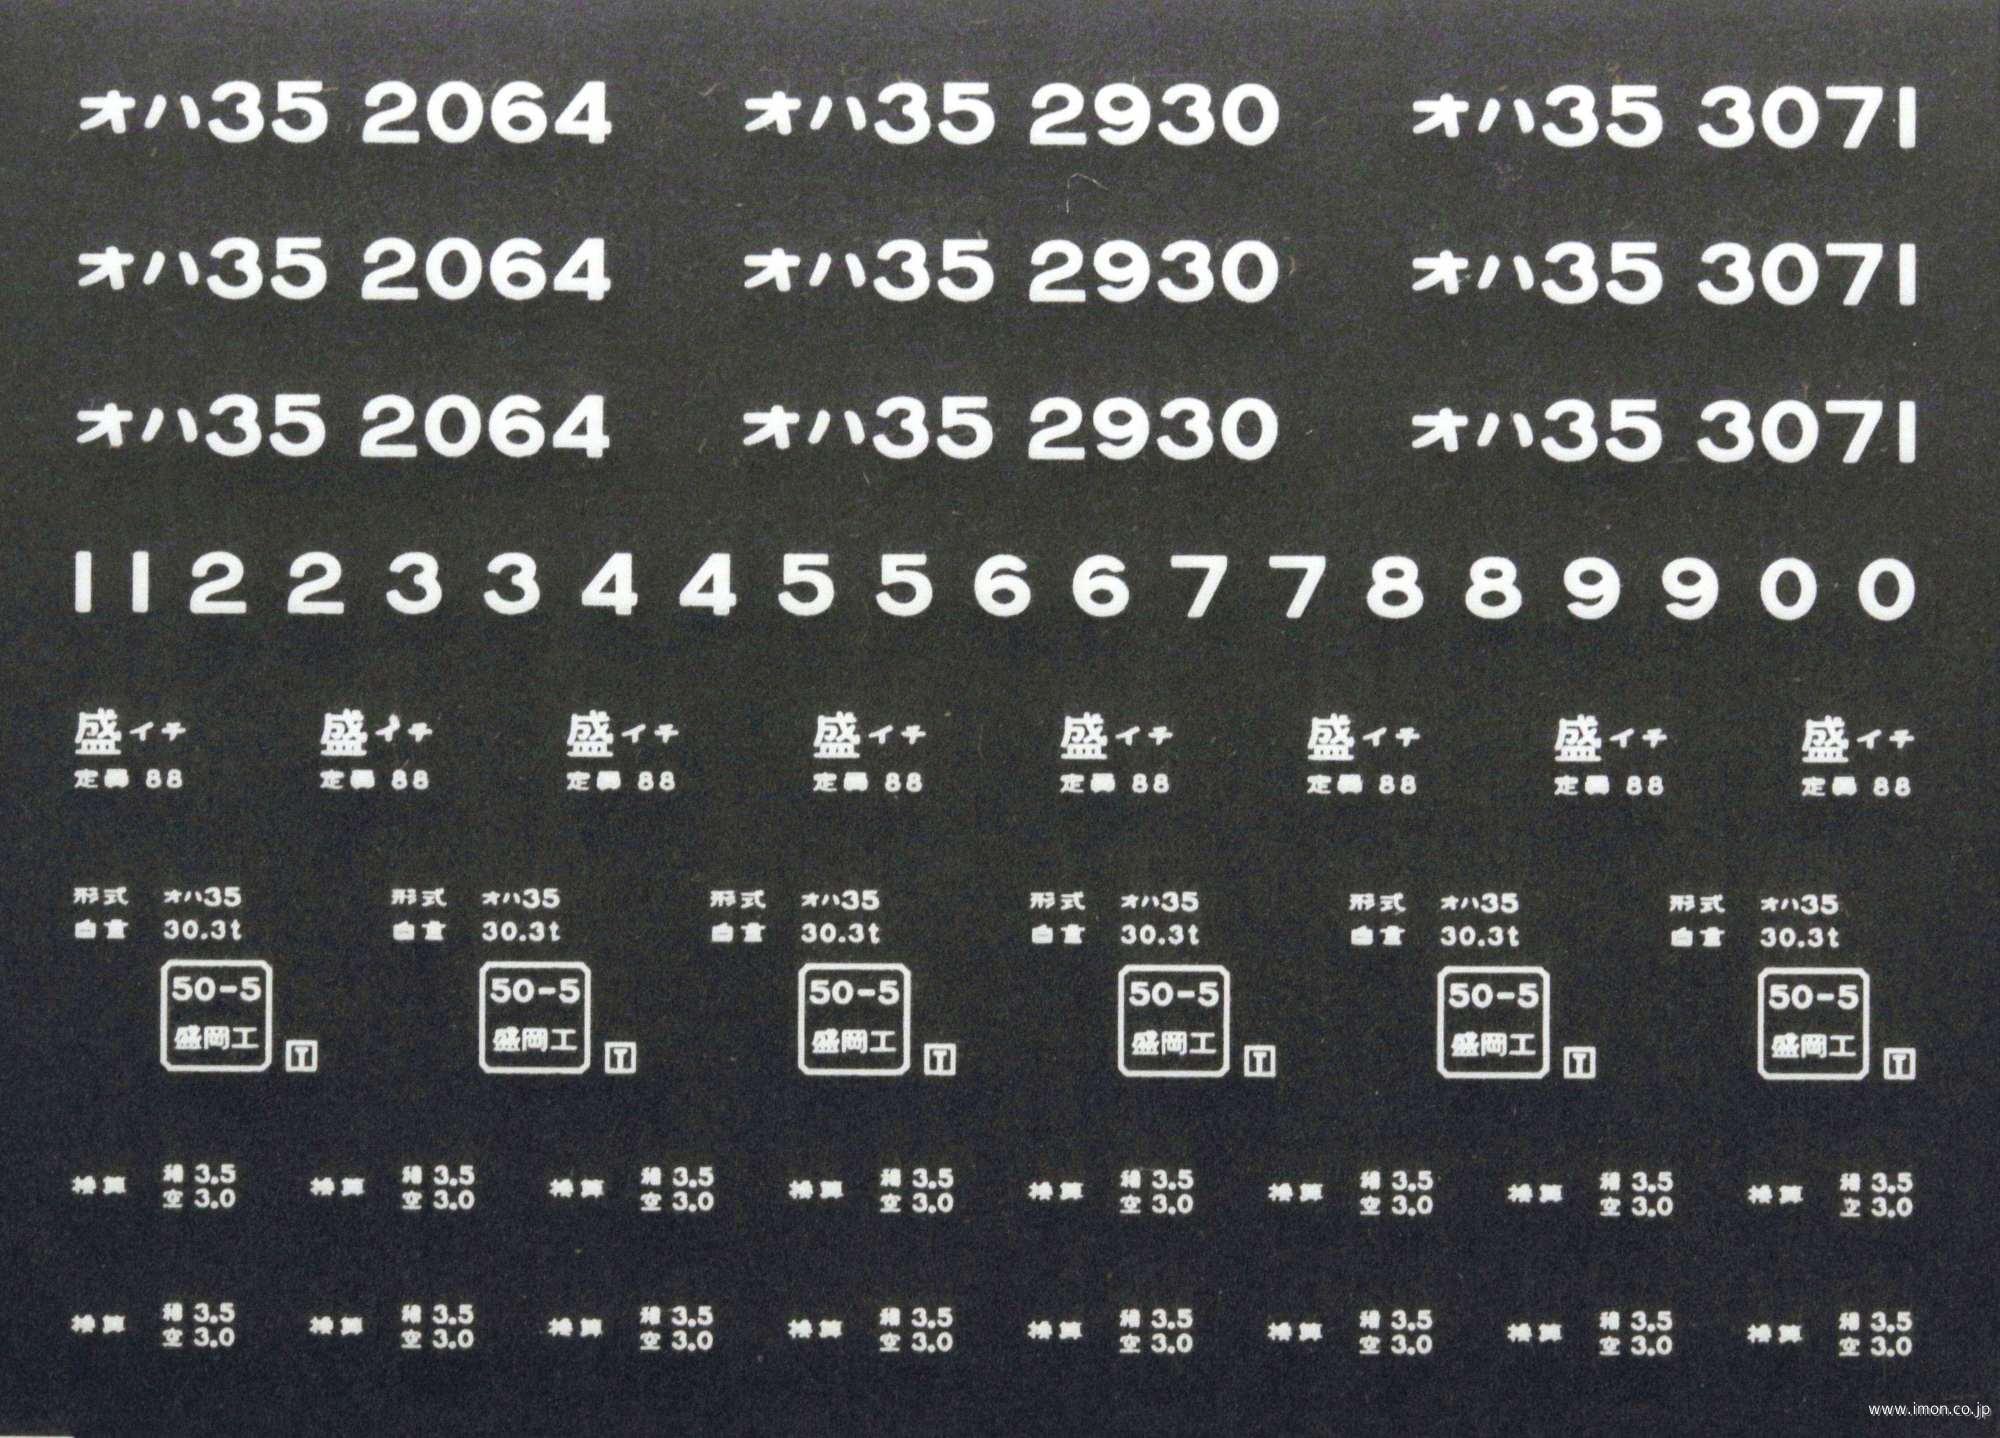 オハ35 2064 オハ35 2930 オハ35 3071
オハ35 2064 オハ35 2930 オハ35 3071
オハ35 2064 オハ35 2930 オハ35 3071
1 1 2 2 3 3 4 4 5 5 6 6 7 7 8 8 9 9 0 0
盛イチ 盛イチ 盛イチ 盛イチ 盛イチ 盛イチ 盛イチ 盛イチ
定員 88 定員 88 定員 88 定員 88 定員 88 定員 88 定員 88 定員 88
形式 オハ35 形式 オハ35 形式 オハ35 形式 オハ35 形式 オハ35 形式 オハ35
自重 30.3t 自重 30.3t 自重 30.3t 自重 30.3t 自重 30.3t 自重 30.3t
50-5 50-5 50-5 50-5 50-5 50-5
盛岡工 T 盛岡工 T 盛岡工 T 盛岡工 T 盛岡工 T 盛岡工 T
換算 積 3.5 換算 積 3.5 換算 積 3.5 換算 積 3.5 換算 積 3.5 換算 積 3.5 換算 積 3.5 換算 積 3.5
空 3.0 空 3.0 空 3.0 空 3.0 空 3.0 空 3.0 空 3.0 空 3.0
換算 積 3.5 換算 積 3.5 換算 積 3.5 換算 積 3.5 換算 積 3.5 換算 積 3.5 換算 積 3.5 換算 積 3.5
空 3.0 空 3.0 空 3.0 空 3.0 空 3.0 空 3.0 空 3.0 空 3.0
www.imon.co.jp